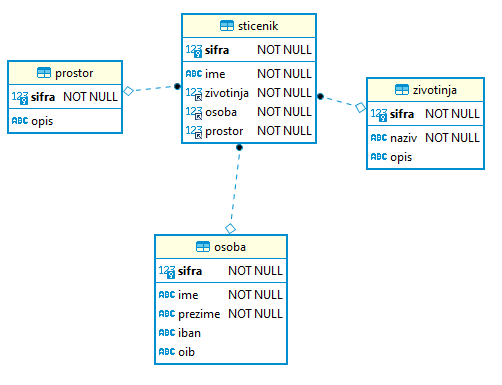 sticenik
123 sifra NOT NULL
ABC ime NOT NULL
123 zivotinja NOT NULL
123 osoba NOT NULL
123 prostor NOT NULL
prostor
123 sifra NOT NULL
ABC opis
zivotinja
123 sifra NOT NULL
ABC naziv NOT NULL
ABC opis
osoba
123 sifra NOT NULL
ABC ime NOT NULL
ABC prezime NOT NULL
ABC iban
ABC oib